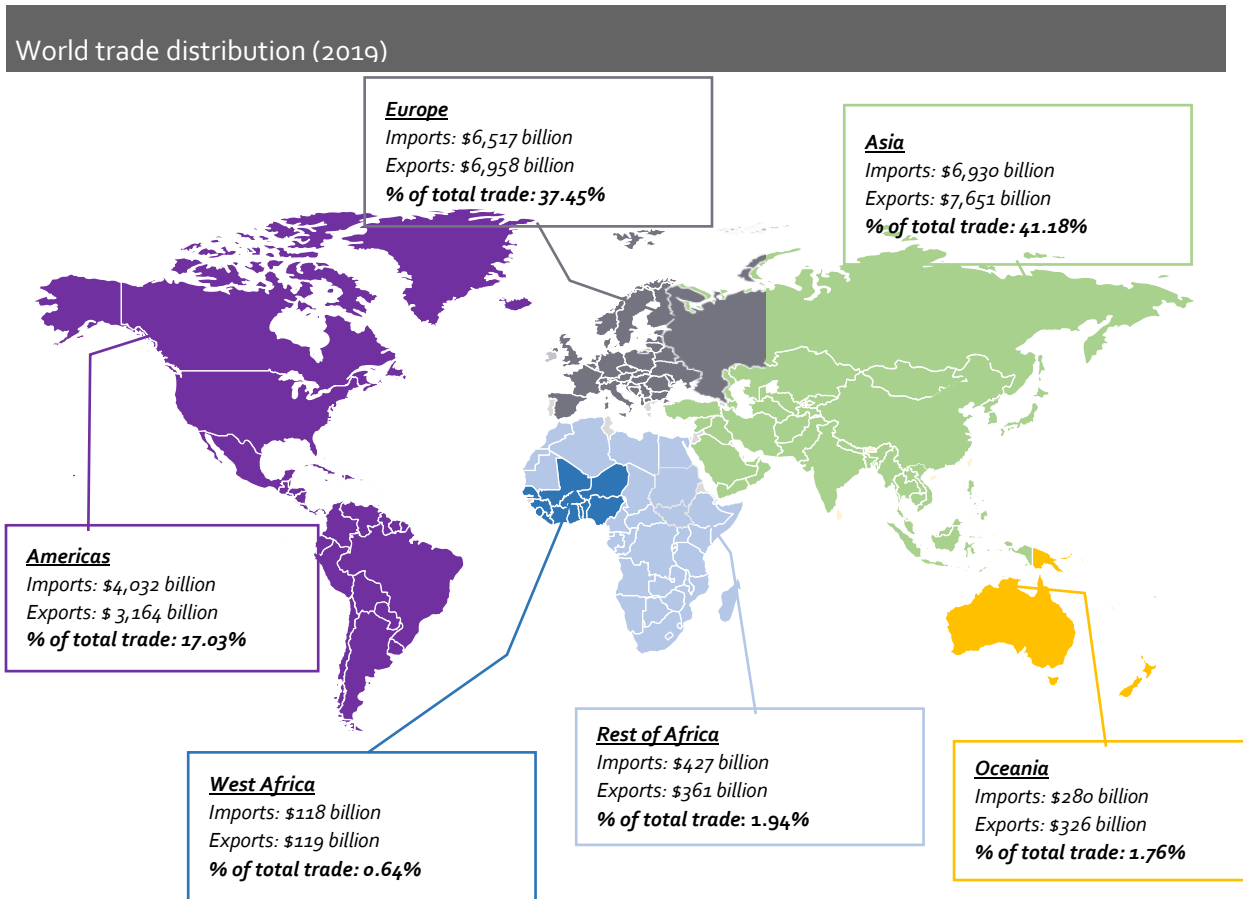 World trade distribution (2019)
Europe
Imports: $6,517 billion
Exports: $6,958 billion
% of total trade: 37.45%
Asia
Imports: $6,930 billion
Exports: $7,651 billion
% of total trade: 41.18%
Americas
Imports: $4,032 billion
Exports: $ 3,164 billion
% of total trade: 17.03%
West Africa
Imports: $118 billion
Exports: $119 billion
% of total trade: 0.64%
Rest of Africa
Imports: $427 billion
Exports: $361 billion
% of total trade: 1.94%
Oceania
Imports: $280 billion
Exports: $326 billion
% of total trade: 1.76%